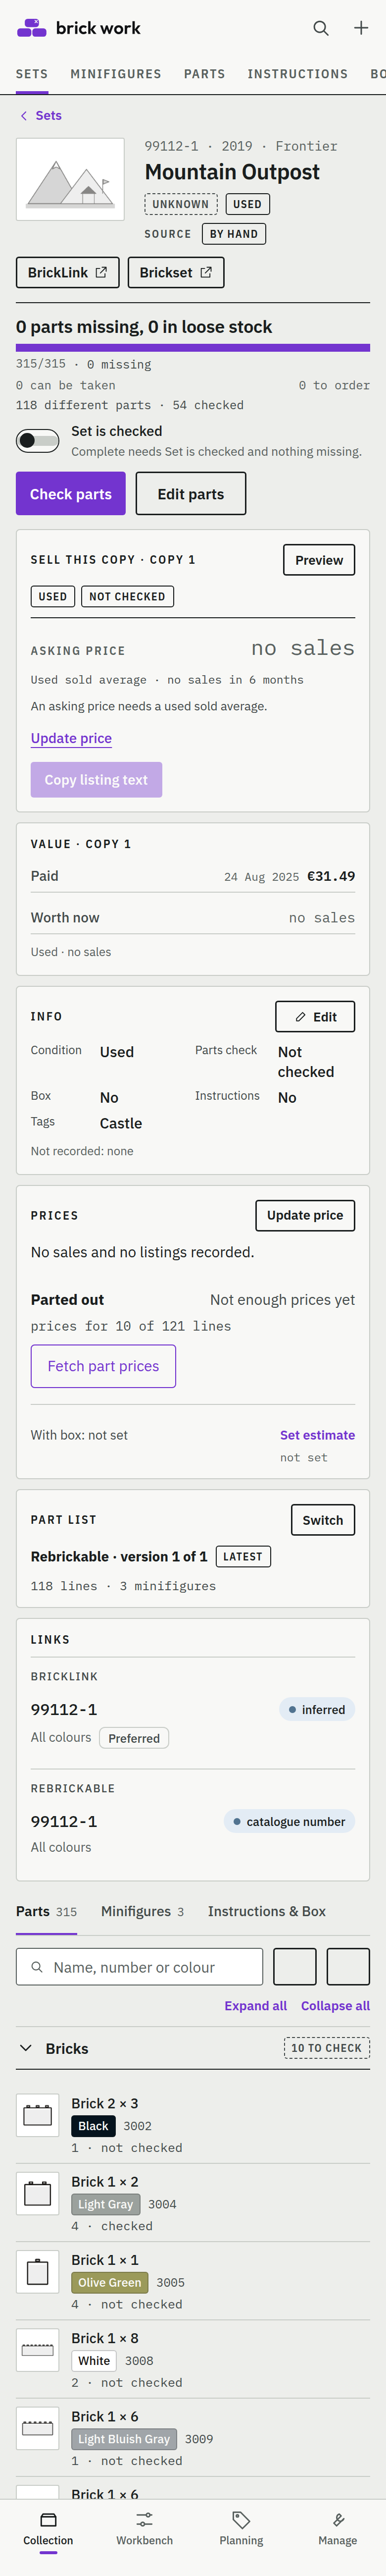 brick work
SETS MINIFIGURES PARTS INSTRUCTIONS BO
Sets
99112-1 · 2019 · Frontier
Mountain Outpost
UNKNOWN USED
SOURCE BY HAND
BrickLink Brickset
0 parts missing, 0 in loose stock
315/315 · 0 missing
0 can be taken 0 to order
118 different parts · 54 checked
Set is checked
Complete needs Set is checked and nothing missing.
Check parts Edit parts
SELL THIS COPY · COPY 1 Preview
USED NOT CHECKED
ASKING PRICE no sales
Used sold average · no sales in 6 months
An asking price needs a used sold average.
Update price
Copy listing text
VALUE · COPY 1
Paid 24 Aug 2025 €31.49
Worth now no sales
Used · no sales
INFO Edit
Condition Used Parts check Not checked
Box No Instructions No
Tags Castle
Not recorded: none
PRICES Update price
No sales and no listings recorded.
Parted out Not enough prices yet
prices for 10 of 121 lines
Fetch part prices
With box: not set Set estimate
not set
PART LIST Switch
Rebrickable · version 1 of 1 LATEST
118 lines · 3 minifigures
LINKS
BRICKLINK
99112-1 inferred
All colours Preferred
REBRICKABLE
99112-1 catalogue number
All colours
Parts 315 Minifigures 3 Instructions & Box
Name, number or colour
Expand all Collapse all
Bricks 10 TO CHECK
Brick 2 × 3
Black 3002
1 · not checked
Brick 1 × 2
Light Gray 3004
4 · checked
Brick 1 × 1
Olive Green 3005
4 · not checked
Brick 1 × 8
White 3008
2 · not checked
Brick 1 × 6
Light Bluish Gray 3009
1 · not checked
Brick 1 × 6
Collection Workbench Planning Manage